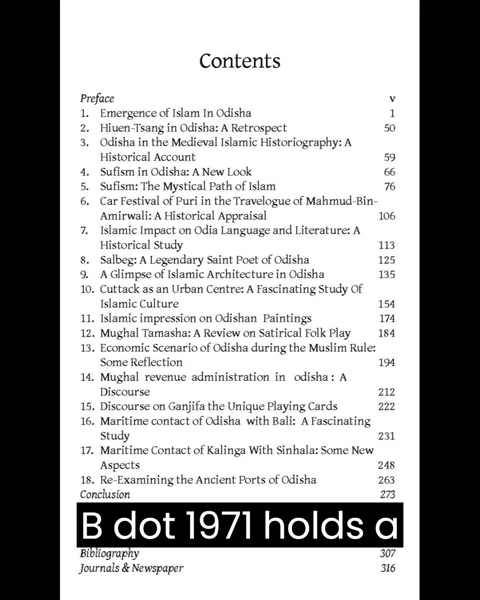 Contents
Preface v
1. Emergence of Islam In Odisha 1
2. Hiuen-Tsang in Odisha: A Retrospect 50
3. Odisha in the Medieval Islamic Historiography: A
Historical Account 59
4. Sufism in Odisha: A New Look 66
5. Sufism: The Mystical Path of Islam 76
6. Car Festival of Puri in the Travelogue of Mahmud-Bin-
Amirwali: A Historical Appraisal 106
7. Islamic Impact on Odia Language and Literature: A
Historical Study 113
8. Salbeg: A Legendary Saint Poet of Odisha 125
9. A Glimpse of Islamic Architecture in Odisha 135
10. Cuttack as an Urban Centre: A Fascinating Study Of
Islamic Culture 154
11. Islamic impression on Odishan Paintings 174
12. Mughal Tamasha: A Review on Satirical Folk Play 184
13. Economic Scenario of Odisha during the Muslim Rule:
Some Reflection 194
14. Mughal revenue administration in odisha : A
Discourse 212
15. Discourse on Ganjifa the Unique Playing Cards 222
16. Maritime contact of Odisha with Bali: A Fascinating
Study 231
17. Maritime Contact of Kalinga With Sinhala: Some New
Aspects 248
18. Re-Examining the Ancient Ports of Odisha 263
Conclusion 273
B dot 1971 holds a
Bibliography 307
Journals & Newspaper 316